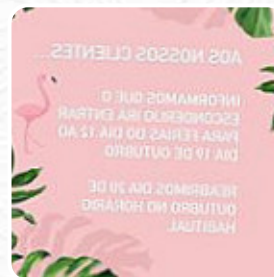 AOS NOSSOS CLIENTES...
INFORMAMOS QUE O
ESCONDERIJO IRA ENTRAR
PARA FERIAS DO DIA 12 AO
DIA 19 DE OUTUBRO
REABRIMOS DIA 20 DE
OUTUBRO NO HORARIO
HABITUAL.